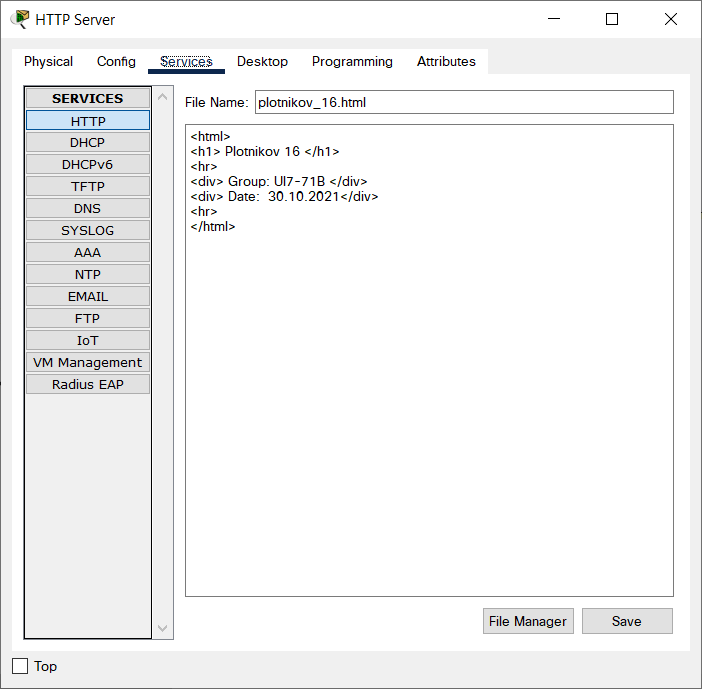 HTTP Server
Physical Config Services Desktop Programming Attributes
SERVICES
HTTP
DHCP
DHCPv6
TFTP
DNS
SYSLOG
AAA
NTP
EMAIL
FTP
IoT
VM Management
Radius EAP
File Name: plotnikov_16.html
<html>
<h1> Plotnikov 16 </h1>
<hr>
<div> Group: UI7-71B </div>
<div> Date:  30.10.2021</div>
<hr>
</html>
File Manager Save
Top